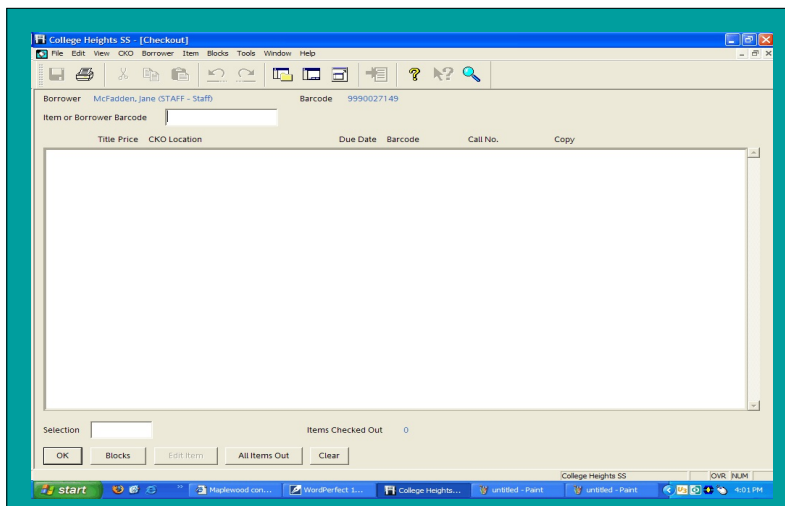 College Heights SS - [Checkout]
File Edit View CKO Borrower Item Blocks Tools Window Help
Borrower McFadden, Jane (STAFF - Staff) Barcode 9990027149
Item or Borrower Barcode
Title Price CKO Location Due Date Barcode Call No. Copy
Selection Items Checked Out 0
OK Blocks Edit Item All Items Out Clear
College Heights SS OVR NUM
start Maplewood con... WordPerfect 1... College Heights... untitled - Paint untitled - Paint 4:01 PM